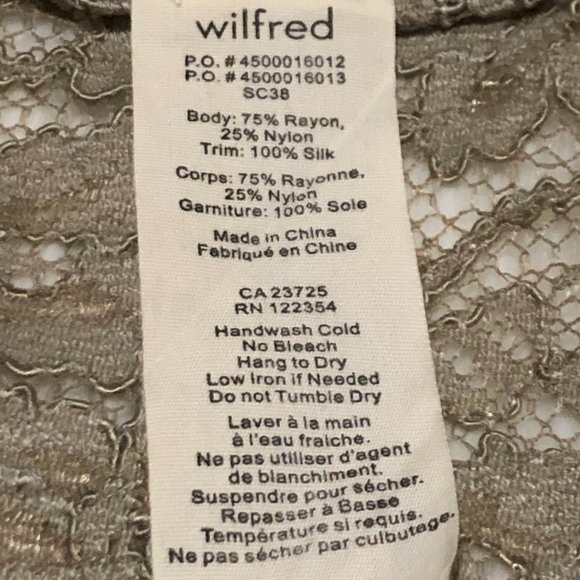 wilfred
P.O. # 4500016012
P.O. # 4500016013
SC38
Body: 75% Rayon,
25% Nylon
Trim: 100% Silk
Corps: 75% Rayonne,
25% Nylon
Garniture: 100% Soie
Made in China
Fabriqué en Chine
CA 23725
RN 122354
Handwash Cold
No Bleach
Hang to Dry
Low Iron if Needed
Do not Tumble Dry
Laver à la main
à l'eau fraiche.
Ne pas utiliser d'agent
de blanchiment.
Suspendre pour sécher.
Repasser à Basse
Température si requis.
Ne pas sécher par culbutage.